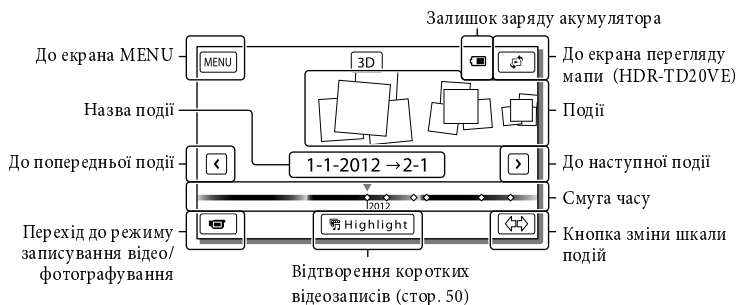 Залишок заряду акумулятора
До екрана MENU
MENU
3D
До екрана перегляду
мапи (HDR-TD20VE)
Назва події
Події
До попередньої події
1-1-2012 →2-1
До наступної події
2012
Смуга часу
Перехід до режиму
записування відео/
фотографування
Highlight
Кнопка зміни шкали
подій
Відтворення коротких
відеозаписів (стор. 50)